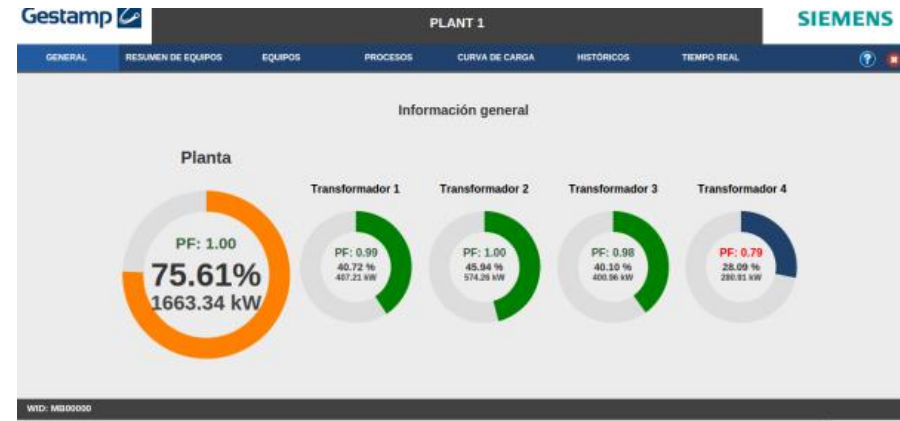 Gestamp
PLANT 1
SIEMENS
GENERAL RESUMEN DE EQUIPOS EQUIPOS PROCESOS CURVA DE CARGA HISTÓRICOS TIEMPO REAL ?
Información general
Planta
PF: 1.00
75.61%
1663.34 kW
Transformador 1
PF: 0.99
40.72 %
407.21 kW
Transformador 2
PF: 1.00
45.94 %
574.26 kW
Transformador 3
PF: 0.98
40.10 %
400.96 kW
Transformador 4
PF: 0.79
28.09 %
280.91 kW
WID: MB00000